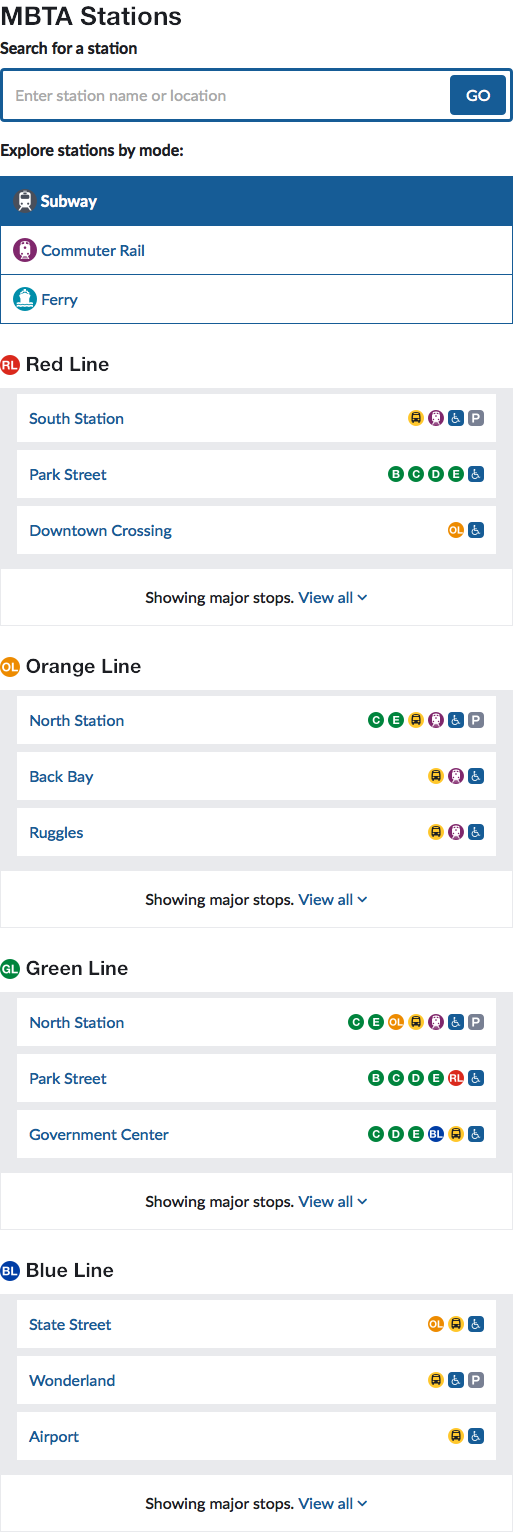 MBTA Stations
Search for a station
Enter station name or location GO
Explore stations by mode:
Subway
Commuter Rail
Ferry
RL Red Line
South Station P
Park Street B C D E
Downtown Crossing OL
Showing major stops. View all
OL Orange Line
North Station C E P
Back Bay
Ruggles
Showing major stops. View all
GL Green Line
North Station C E OL P
Park Street B C D E RL
Government Center C D E BL
Showing major stops. View all
BL Blue Line
State Street OL
Wonderland P
Airport
Showing major stops. View all